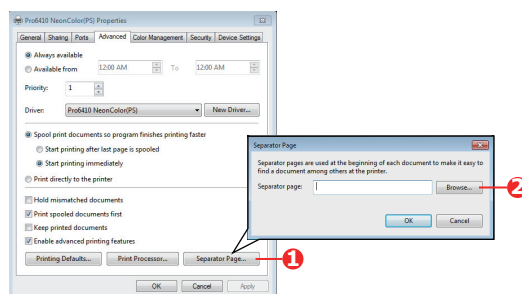 Pro6410 NeonColor(PS) Properties
General Sharing Ports Advanced Color Management Security Device Settings
Always available
Available from 12:00 AM To 12:00 AM
Priority: 1
Driver: Pro6410 NeonColor(PS) New Driver...
Spool print documents so program finishes printing faster
Start printing after last page is spooled
Start printing immediately
Print directly to the printer
Hold mismatched documents
Print spooled documents first
Keep printed documents
Enable advanced printing features
Printing Defaults... Print Processor... Separator Page...
1
OK Cancel Apply
Separator Page
Separator pages are used at the beginning of each document to make it easy to
find a document among others at the printer.
Separator page: Browse...
2
OK Cancel